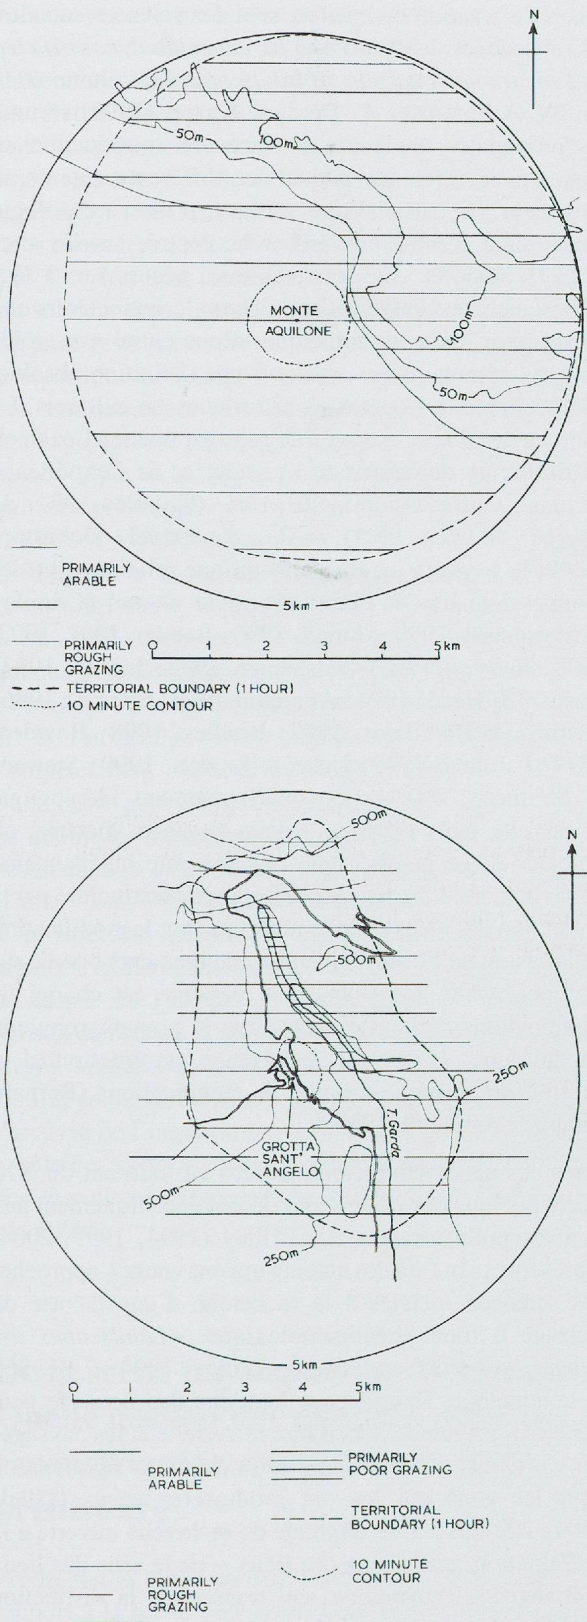 N
50m
100m
MONTE
AQUILONE
100m
50m
5km
PRIMARILY
ARABLE
PRIMARILY
ROUGH
GRAZING
0 1 2 3 4 5km
TERRITORIAL BOUNDARY (1 HOUR)
10 MINUTE CONTOUR
N
500m
500m
250m
T. Garda
GROTTA
SANT'
ANGELO
500m
250m
5km
0 1 2 3 4 5km
PRIMARILY
ARABLE
PRIMARILY
ROUGH
GRAZING
PRIMARILY
POOR GRAZING
TERRITORIAL
BOUNDARY (1 HOUR)
10 MINUTE
CONTOUR